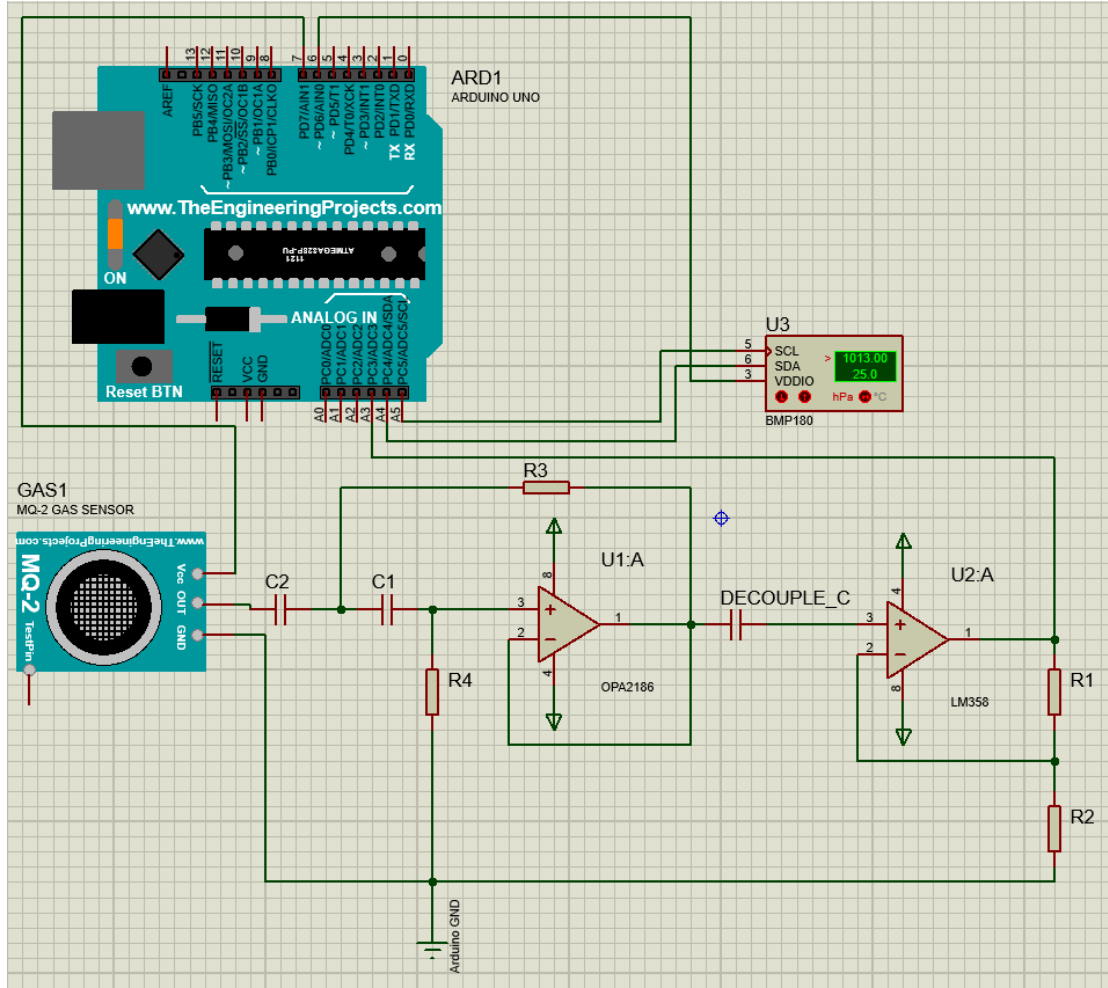 13
12
11
10
9
8
7
6
5
4
3
2
1
0
AREF
PB5/SCK
PB4/MISO
~PB3/MOSI/OC2A
~PB2/SS/OC1B
~PB1/OC1A
PB0/ICP1/CLKO
PD7/AIN1
~PD6/AIN0
~PD5/T1
PD4/T0/XCK
~PD3/INT1
PD2/INT0
TX PD1/TXD
RX PD0/RXD
ARD1
ARDUINO UNO
www.TheEngineeringProjects.com
1121
ATMEGA328P-PU
ON
ANALOG IN
Reset BTN
RESET
VCC
GND
PC0/ADC0
PC1/ADC1
PC2/ADC2
PC3/ADC3
PC4/ADC4/SDA
PC5/ADC5/SCL
A0
A1
A2
A3
A4
A5
U3
5 SCL
6 SDA
3 VDDIO
> 1013.00
25.0
hPa °C
BMP180
GAS1
MQ-2 GAS SENSOR
www.TheEngineeringProjects.com
MQ-2
TestPin
Vcc
OUT
GND
C2
C1
R3
R4
U1:A
8
3
2
1
4
OPA2186
DECOUPLE_C
U2:A
4
3
2
1
8
LM358
R1
R2
Arduino GND